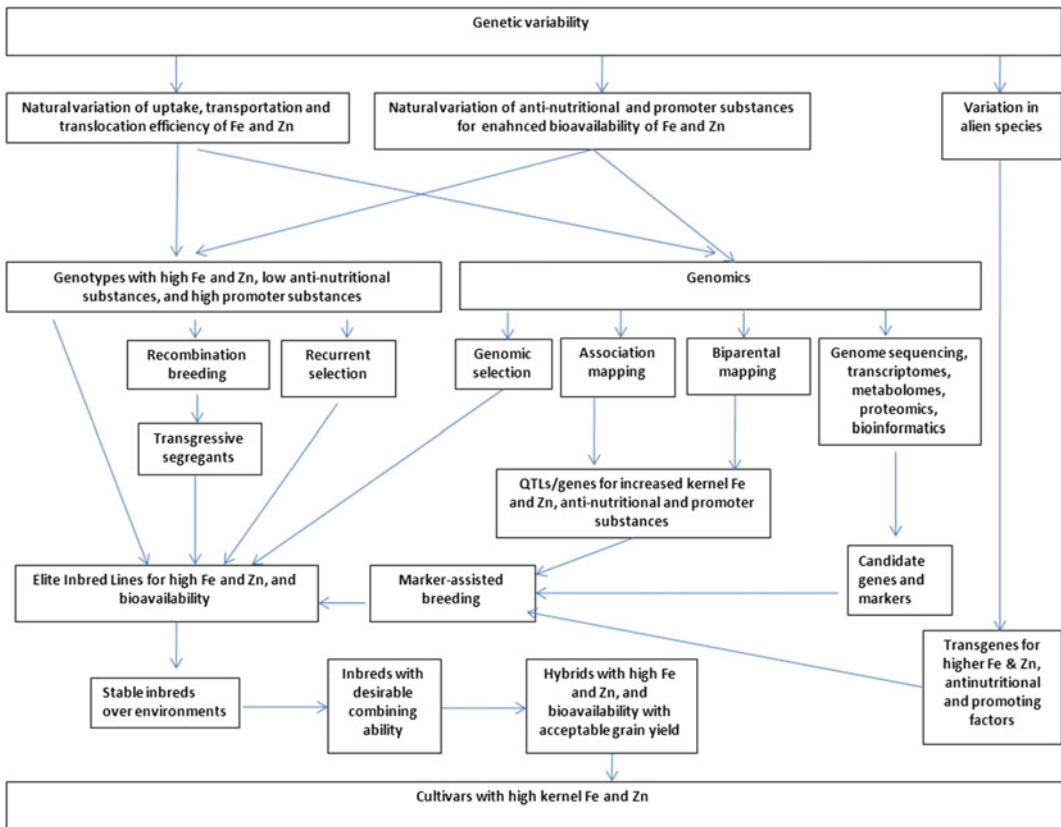 Genetic variability
Natural variation of uptake, transportation and
translocation efficiency of Fe and Zn
Natural variation of anti-nutritional and promoter substances
for enahnced bioavailability of Fe and Zn
Variation in
alien species
Genotypes with high Fe and Zn, low anti-nutritional
substances, and high promoter substances
Genomics
Recombination
breeding
Recurrent
selection
Genomic
selection
Association
mapping
Biparental
mapping
Genome sequencing,
transcriptomes,
metabolomes,
proteomics,
bioinformatics
Transgressive
segregants
QTLs/genes for increased kernel Fe
and Zn, anti-nutritional and promoter
substances
Elite Inbred Lines for high Fe and Zn, and
bioavailability
Marker-assisted
breeding
Candidate
genes and
markers
Transgenes for
higher Fe & Zn,
antinutritional
and promoting
factors
Stable inbreds
over environments
Inbreds with
desirable
combining
ability
Hybrids with high Fe
and Zn, and
bioavailability with
acceptable grain yield
Cultivars with high kernel Fe and Zn